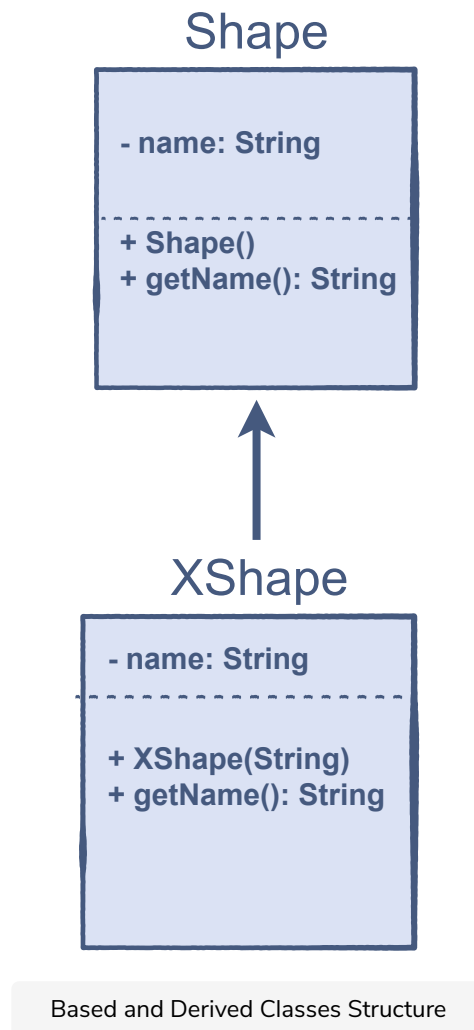 Shape
- name: String
+ Shape()
+ getName(): String
XShape
- name: String
+ XShape(String)
+ getName(): String
Based and Derived Classes Structure